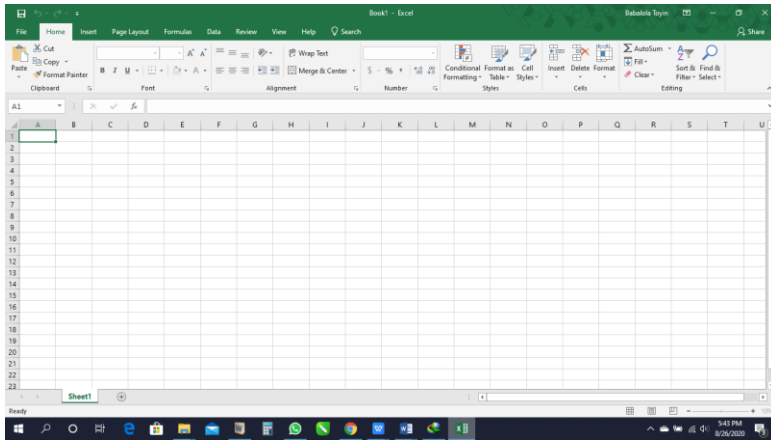 Book1 - Excel
Babalola Toyin
File Home Insert Page Layout Formulas Data Review View Help Search Share
Paste
Cut
Copy
Format Painter
B I U A A
Wrap Text
Merge & Center
$ % ,
Conditional Formatting
Format as Table
Cell Styles
Insert Delete Format
AutoSum
Fill
Clear
Sort & Filter
Find & Select
Clipboard Font Alignment Number Styles Cells Editing
A1 fx
A B C D E F G H I J K L M N O P Q R S T U
1
2
3
4
5
6
7
8
9
10
11
12
13
14
15
16
17
18
19
20
21
22
23
Sheet1
Ready
5:43 PM
8/26/2020